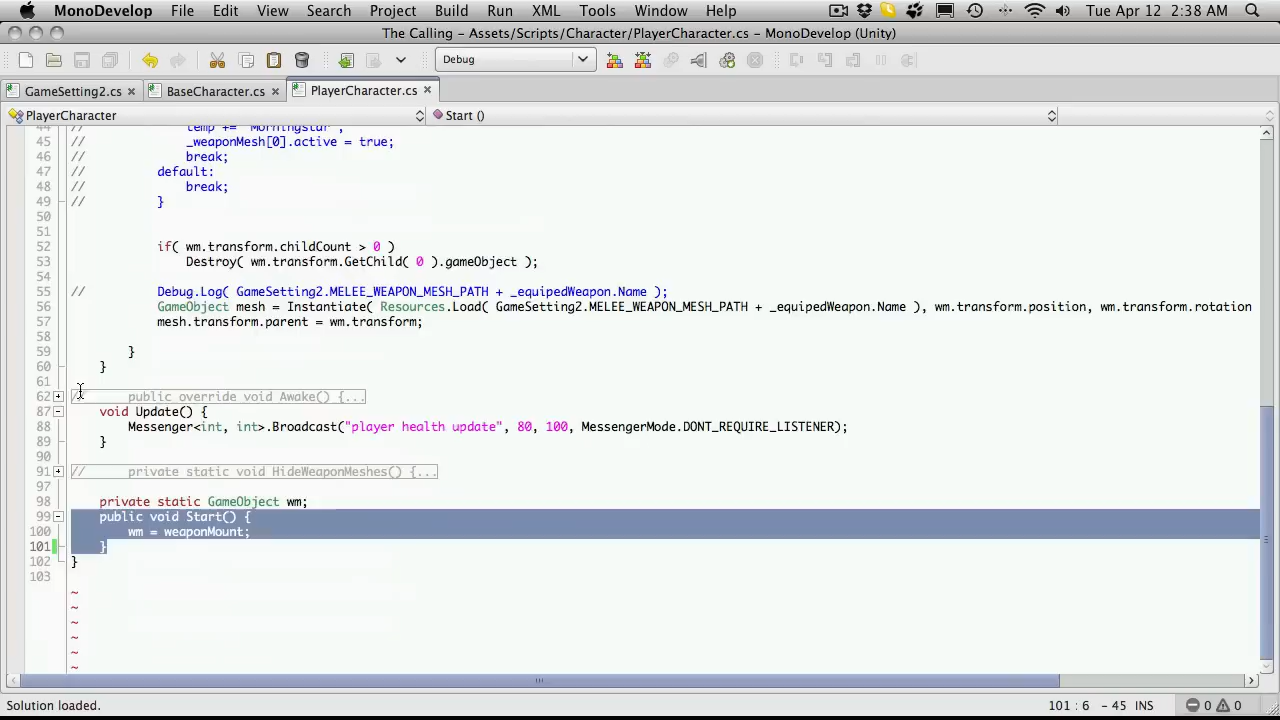 MonoDevelop File Edit View Search Project Build Run XML Tools Window Help Tue Apr 12 2:38 AM
The Calling - Assets/Scripts/Character/PlayerCharacter.cs - MonoDevelop (Unity)
Debug
GameSetting2.cs BaseCharacter.cs PlayerCharacter.cs
PlayerCharacter Start ()
44 // temp += "Morningstar";
45 // _weaponMesh[0].active = true;
46 // break;
47 // default:
48 // break;
49 // }
50
51
52 if( wm.transform.childCount > 0 )
53 Destroy( wm.transform.GetChild( 0 ).gameObject );
54
55 // Debug.Log( GameSetting2.MELEE_WEAPON_MESH_PATH + _equipedWeapon.Name );
56 GameObject mesh = Instantiate( Resources.Load( GameSetting2.MELEE_WEAPON_MESH_PATH + _equipedWeapon.Name ), wm.transform.position, wm.transform.rotation
57 mesh.transform.parent = wm.transform;
58
59 }
60 }
61
62 // public override void Awake() {...
87 void Update() {
88 Messenger<int, int>.Broadcast("player health update", 80, 100, MessengerMode.DONT_REQUIRE_LISTENER);
89 }
90
91 // private static void HideWeaponMeshes() {...
97
98 private static GameObject wm;
99 public void Start() {
100 wm = weaponMount;
101 }
102 }
103
~
~
~
~
~
~
Solution loaded. 101 : 6 - 45 INS 0 0